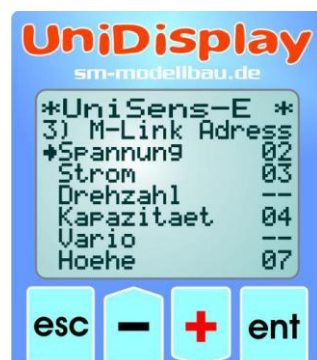 UniDisplay
sm-modellbau.de
*UniSens-E *
3) M-Link Adress
→Spannung 02
Strom 03
Drehzahl --
Kapazitaet 04
Vario --
Hoehe 07
esc − + ent